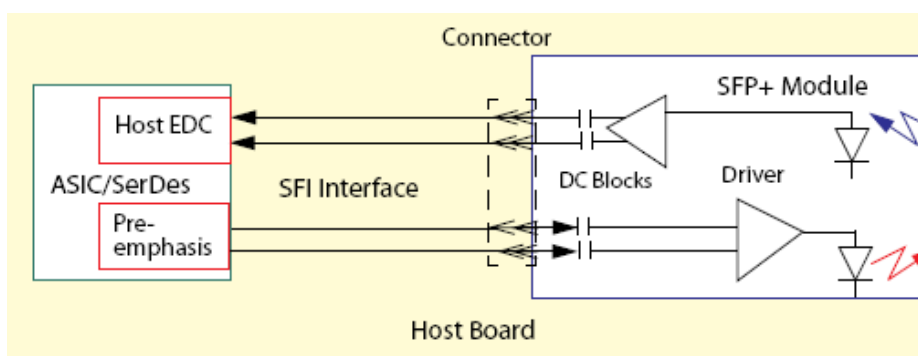 Connector
SFP+ Module
Host EDC
ASIC/SerDes
SFI Interface
DC Blocks
Driver
Pre-
emphasis
Host Board